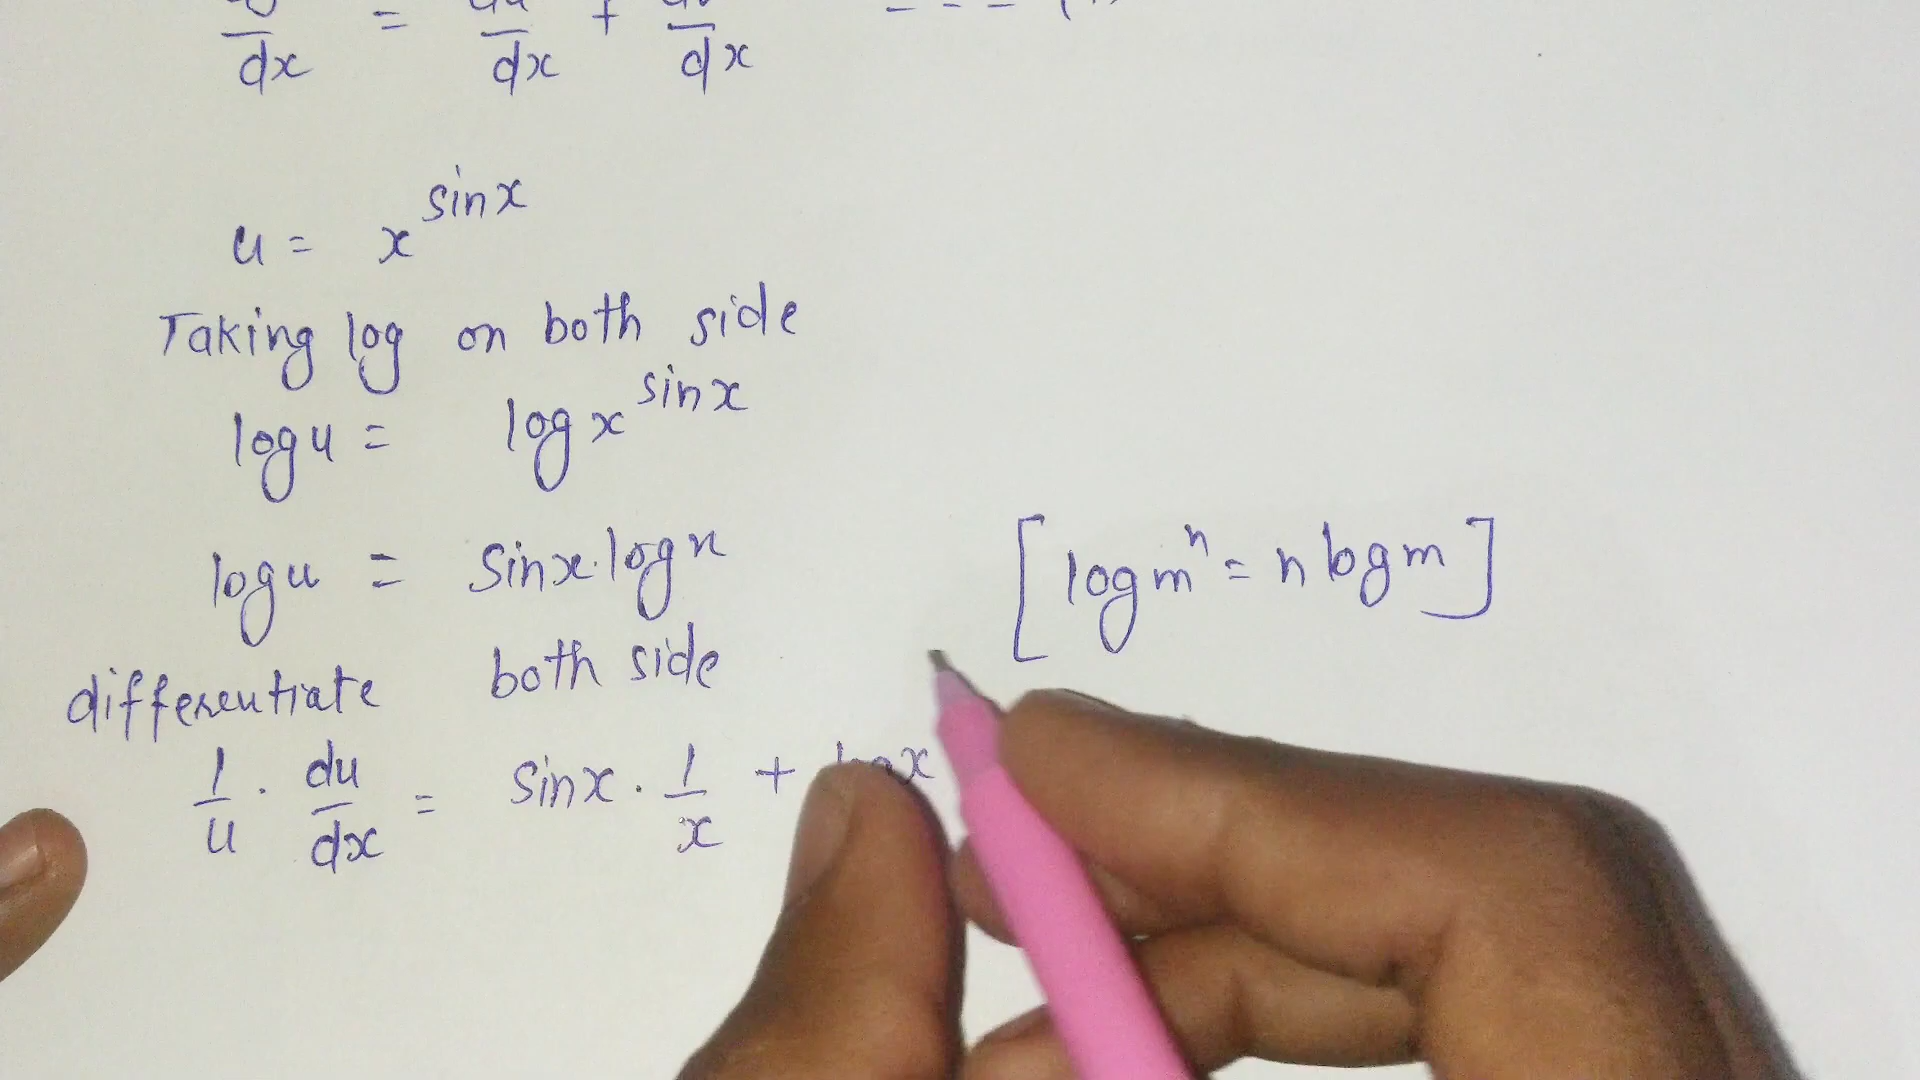 dx = dx + dx
u = x^sinx
Taking log on both side
log u = log x^sinx
log u = sinx·log x [log m^n = n log m]
differentiate both side
1/u · du/dx = sinx · 1/x + log x